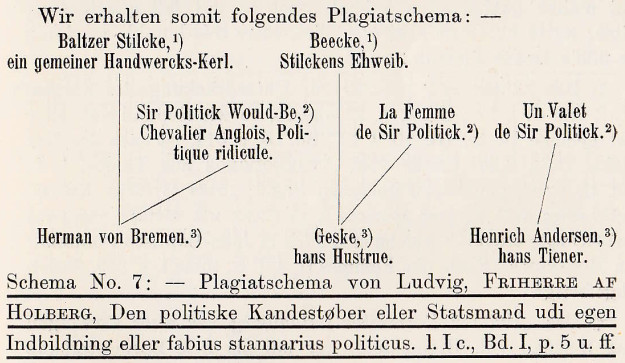 Wir erhalten somit folgendes Plagiatschema: —
Baltzer Stilcke,¹)
ein gemeiner Handwercks-Kerl.
Beecke,¹)
Stilckens Ehweib.
Sir Politick Would-Be,²)
Chevalier Anglois, Poli-
tique ridicule.
La Femme
de Sir Politick.²)
Un Valet
de Sir Politick.²)
Herman von Bremen.³)
Geske,³)
hans Hustrue.
Henrich Andersen,³)
hans Tiener.
Schema No. 7: — Plagiatschema von Ludvig, FRIHERRE AF
HOLBERG, Den politiske Kandestøber eller Statsmand udi egen
Indbildning eller fabius stannarius politicus. l. I c., Bd. I, p. 5 u. ff.